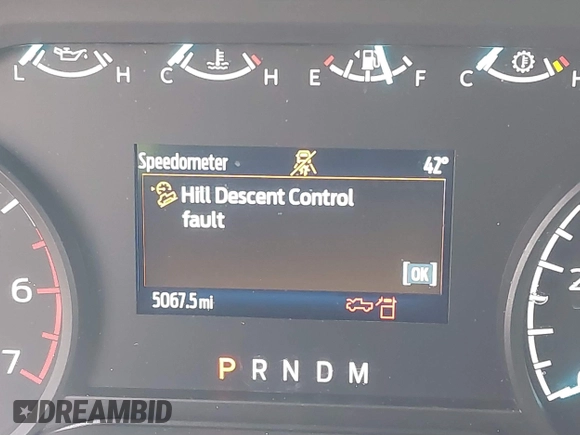 L H C H E F C H
Speedometer 42°
Hill Descent Control
fault
[OK]
6
5067.5 mi
7
P R N D M
DREAMBID